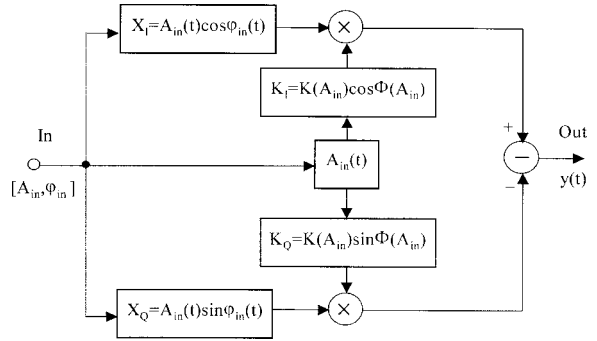 X_I=A_in(t)cosφ_in(t)
×
K_I=K(A_in)cosΦ(A_in)
In
+
Out
A_in(t)
−
[A_in,φ_in ]
−
y(t)
K_Q=K(A_in)sinΦ(A_in)
X_Q=A_in(t)sinφ_in(t)
×